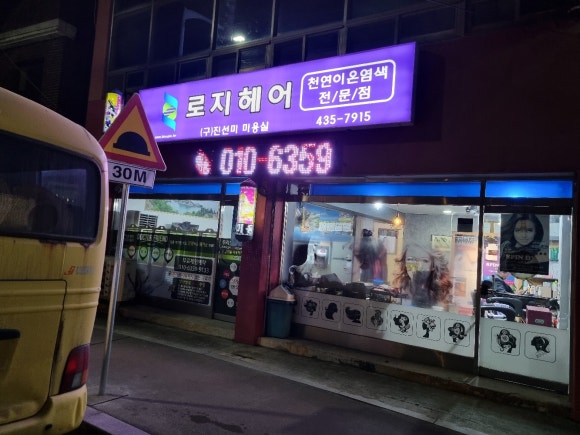 로지헤어
천연이온염색
전/문/점
(구)진선미 미용실
435-7915
010-6359
30M